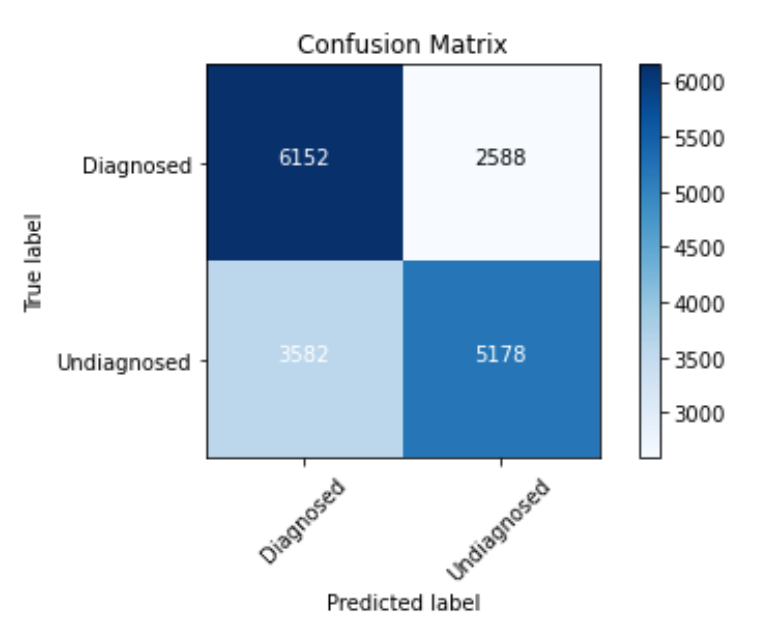 Confusion Matrix
True label
Diagnosed
6152
2588
Undiagnosed
3582
5178
Diagnosed
Undiagnosed
Predicted label
6000
5500
5000
4500
4000
3500
3000